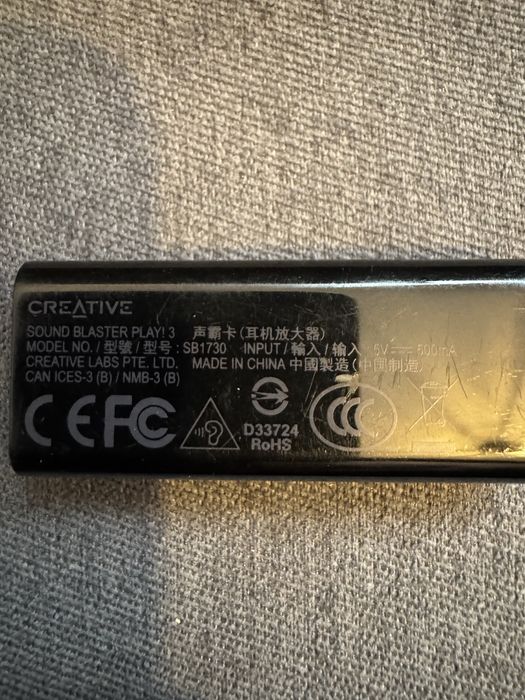 CREATIVE
SOUND BLASTER PLAY! 3 声霸卡(耳机放大器)
MODEL NO. / 型號 / 型号 : SB1730 INPUT / 輸入 / 输入 : 5V⎓ 500mA
CREATIVE LABS PTE. LTD. MADE IN CHINA 中國製造(中国制造)
CAN ICES-3 (B) / NMB-3 (B)
CE FC CCC
D33724
RoHS